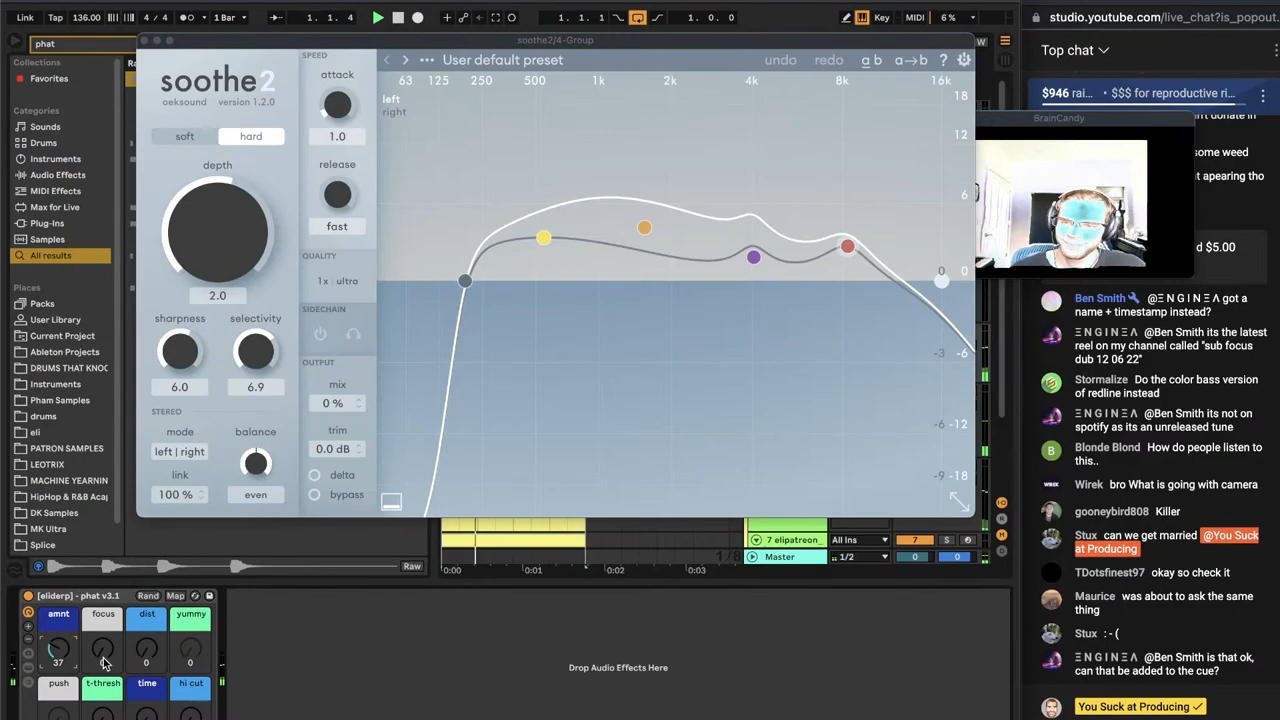 Link Tap 136.00 4 / 4 1 Bar 1. 1. 4 1. 1. 1 1. 0. 0 Key MIDI 6 %
studio.youtube.com/live_chat?is_popout
phat
soothe2/4-Group
Top chat
Collections
Favorites
Categories
Sounds
Drums
Instruments
Audio Effects
MIDI Effects
Max for Live
Plug-Ins
Samples
All results
Places
Packs
User Library
Current Project
Ableton Projects
DRUMS THAT KNOC
Instruments
Pham Samples
drums
eli
PATRON SAMPLES
LEOTRIX
MACHINE YEARNIN
HipHop & R&B Acap
DK Samples
MK Ultra
Splice
soothe2
oeksound version 1.2.0
soft hard
depth
2.0
sharpness selectivity
6.0 6.9
STEREO
mode balance
left | right
link
100 % even
SPEED
attack
1.0
release
fast
QUALITY
1x ultra
SIDECHAIN
OUTPUT
mix
0 %
trim
0.0 dB
delta
bypass
User default preset undo redo a b a→b ?
63 125 250 500 1k 2k 4k 8k 16k
left
right
18
12
6
0 0
-3 -6
-6 -12
-9 -18
7 elipatreon_ All Ins 7 S
1/8 Master 1/2 0 0
0:00 0:01 0:02 0:03
Raw
[eliderp] - phat v3.1 Rand Map
amnt focus dist yummy
37 0 0
push t-thresh time hi cut
Drop Audio Effects Here
$946 rai... • $$$ for reproductive ri...
BrainCandy
some weed
apearing tho
$5.00
Ben Smith @Ξ N G I N Ξ Λ got a
name + timestamp instead?
Ξ N G I N Ξ Λ @Ben Smith its the latest
reel on my channel called "sub focus
dub 12 06 22"
Stormalize Do the color bass version
of redline instead
Ξ N G I N Ξ Λ @Ben Smith its not on
spotify as its an unreleased tune
Blonde Blond How do people listen to
this..
Wirek bro What is going with camera
gooneybird808 Killer
Stux can we get married @You Suck
at Producing
TDotsfinest97 okay so check it
Maurice was about to ask the same
thing
Stux :-(
Ξ N G I N Ξ Λ @Ben Smith is that ok,
can that be added to the cue?
You Suck at Producing